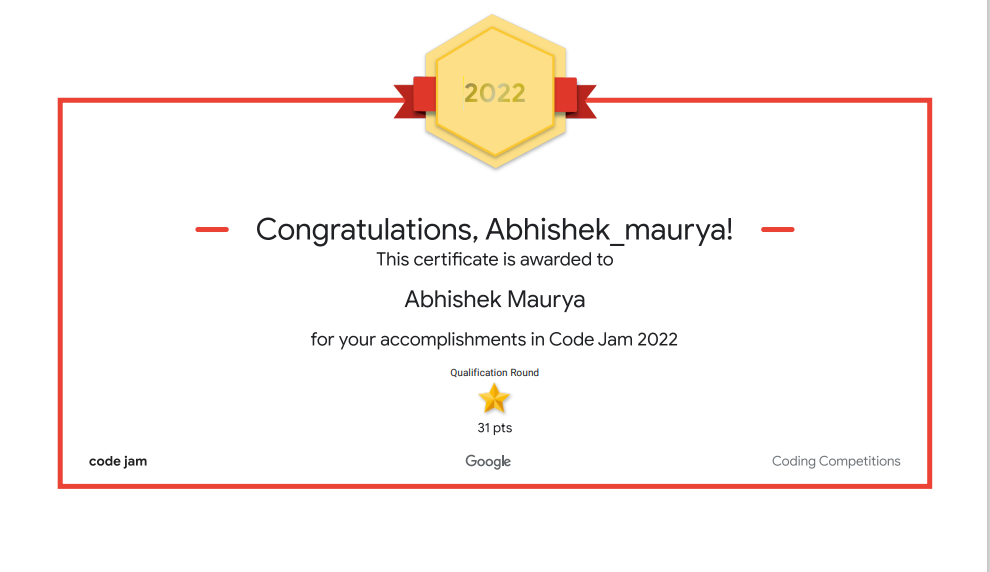 2022
Congratulations, Abhishek_maurya!
This certificate is awarded to
Abhishek Maurya
for your accomplishments in Code Jam 2022
Qualification Round
31 pts
code jam
Google
Coding Competitions